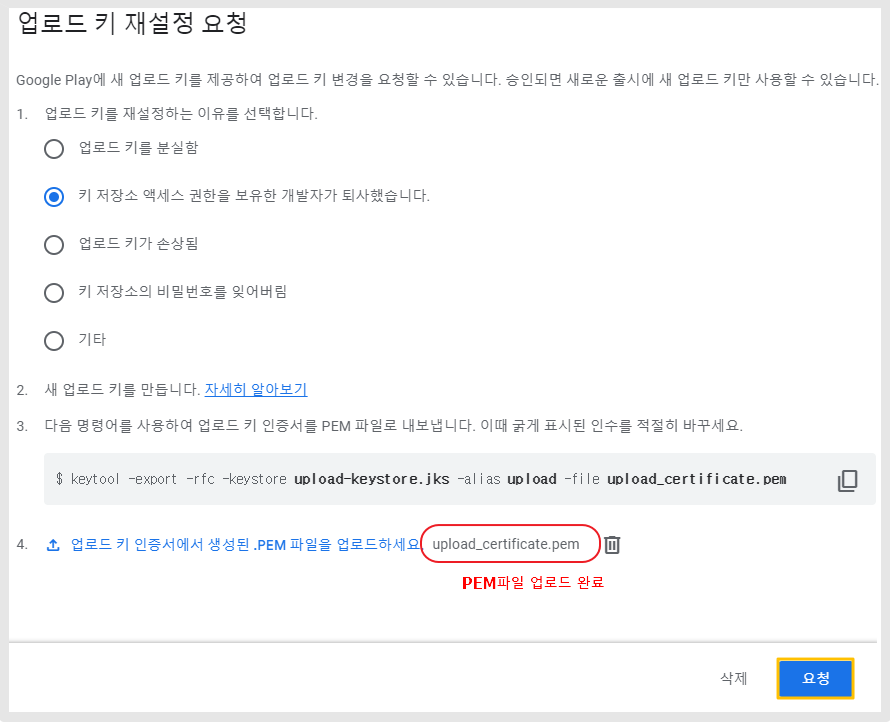 업로드 키 재설정 요청
Google Play에 새 업로드 키를 제공하여 업로드 키 변경을 요청할 수 있습니다. 승인되면 새로운 출시에 새 업로드 키만 사용할 수 있습니다.
1. 업로드 키를 재설정하는 이유를 선택합니다.
업로드 키를 분실함
키 저장소 액세스 권한을 보유한 개발자가 퇴사했습니다.
업로드 키가 손상됨
키 저장소의 비밀번호를 잊어버림
기타
2. 새 업로드 키를 만듭니다. 자세히 알아보기
3. 다음 명령어를 사용하여 업로드 키 인증서를 PEM 파일로 내보냅니다. 이때 굵게 표시된 인수를 적절히 바꾸세요.
$ keytool -export -rfc -keystore upload-keystore.jks -alias upload -file upload_certificate.pem
4. 업로드 키 인증서에서 생성된 .PEM 파일을 업로드하세요. upload_certificate.pem
PEM파일 업로드 완료
삭제 요청